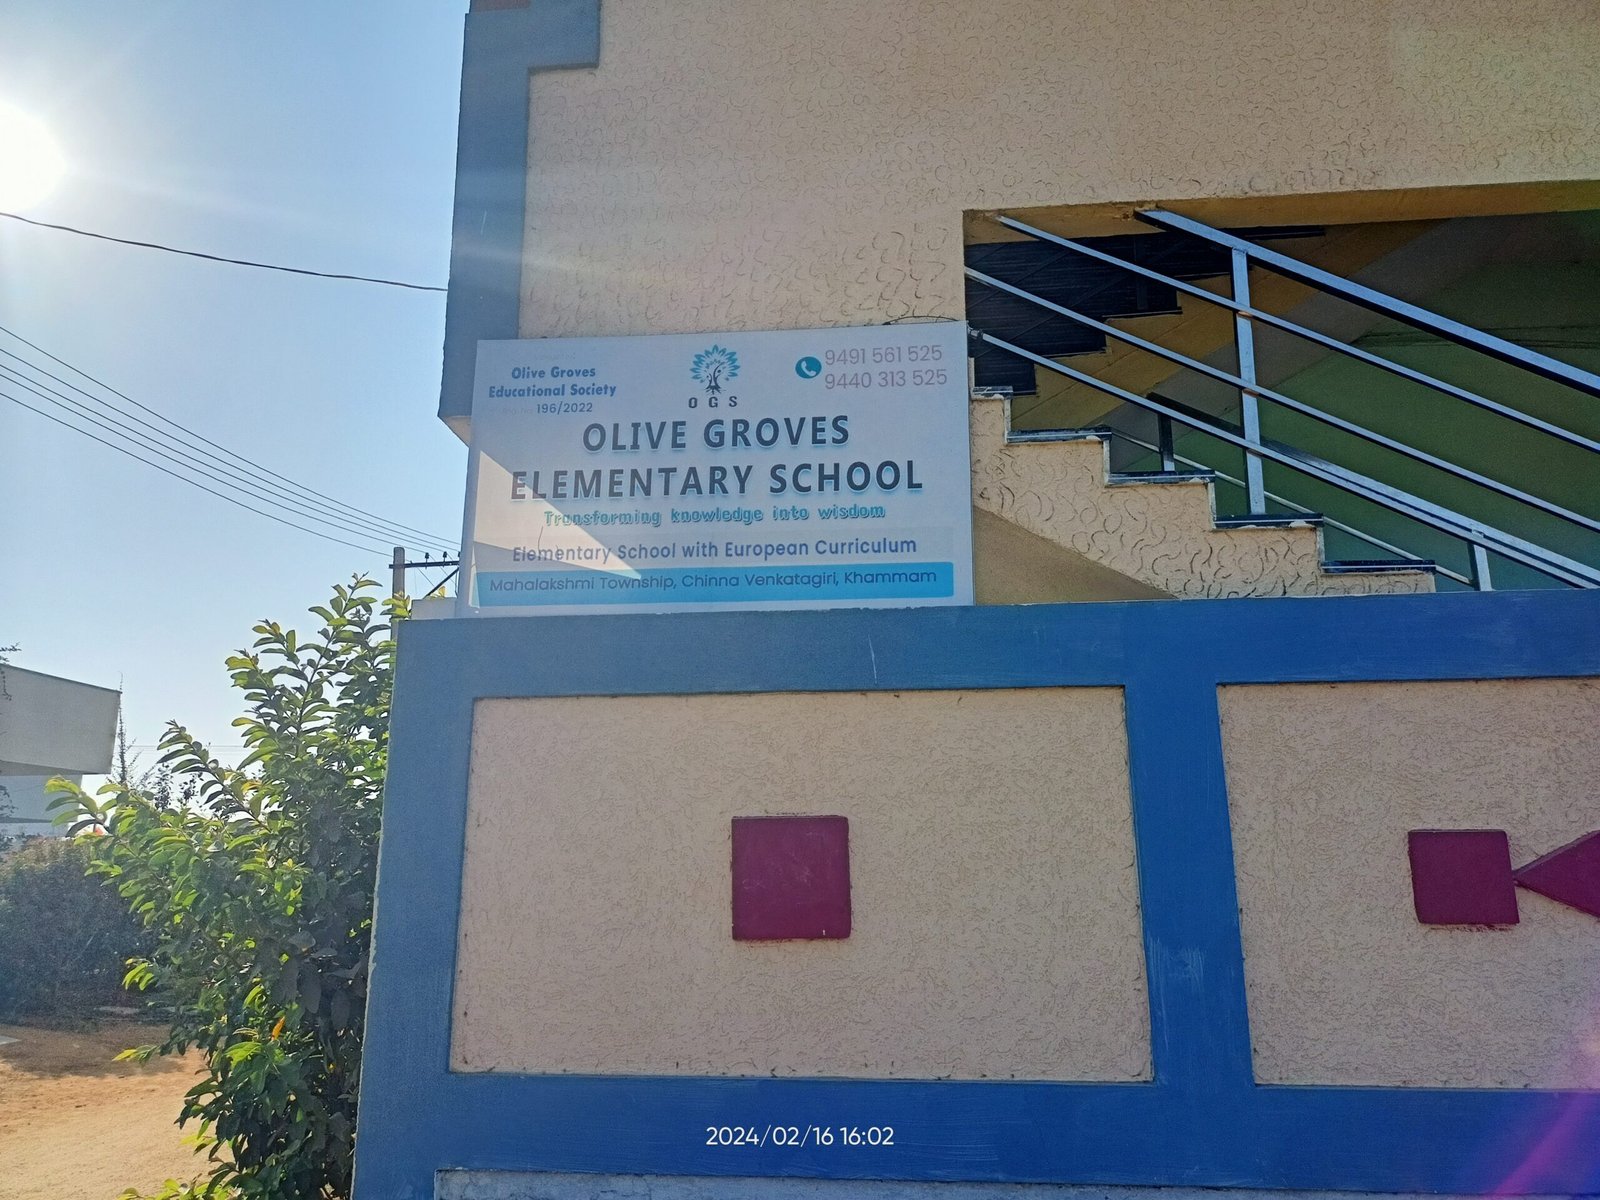 Olive Groves
Educational Society
196/2022
OGS
9491 561 525
9440 313 525
OLIVE GROVES
ELEMENTARY SCHOOL
Transforming knowledge into wisdom
Elementary School with European Curriculum
Mahalakshmi Township, Chinna Venkatagiri, Khammam
2024/02/16 16:02